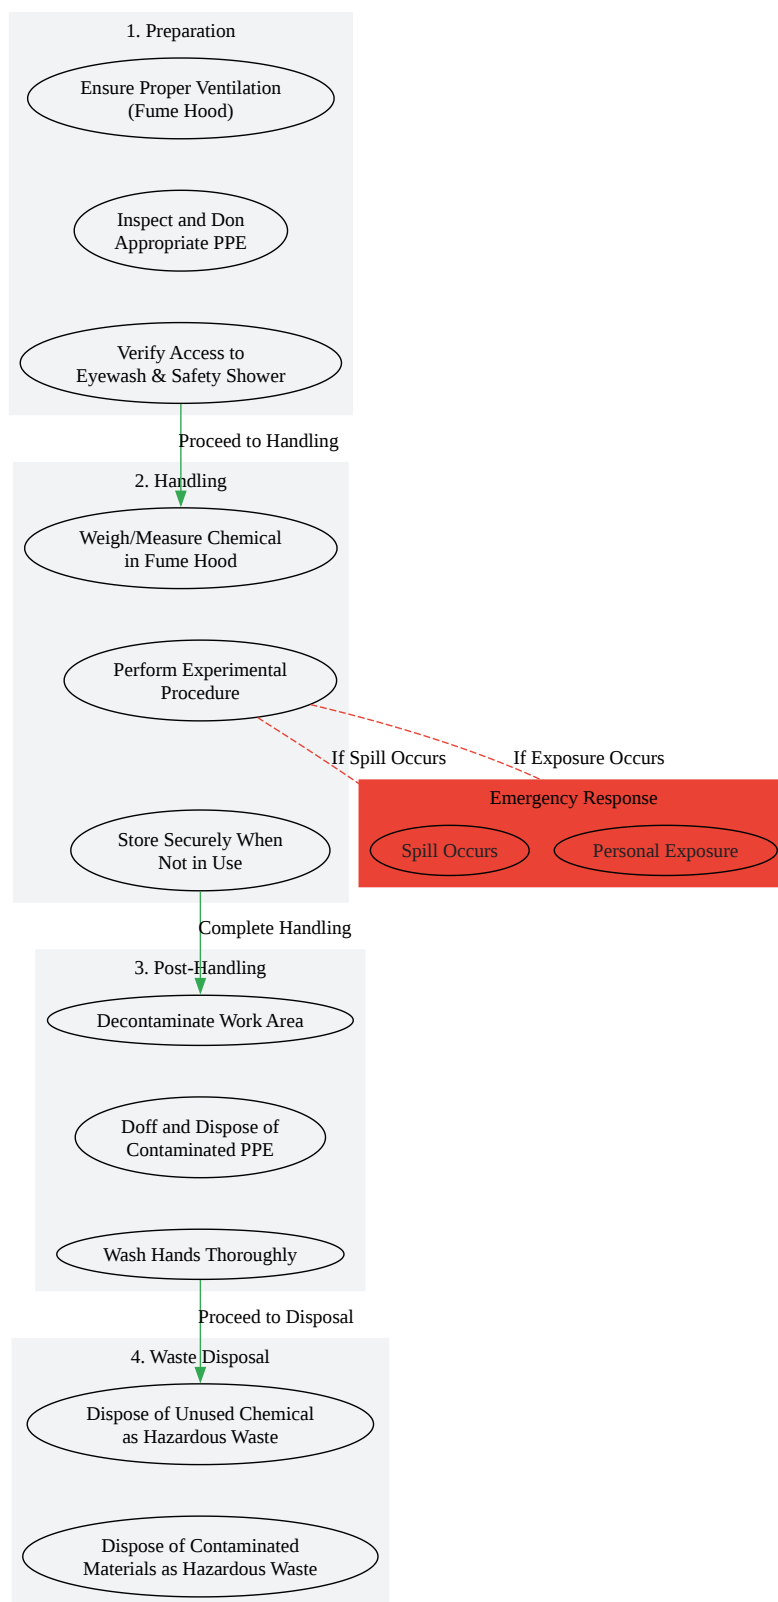 1. Preparation
Ensure Proper Ventilation
(Fume Hood)
Inspect and Don
Appropriate PPE
Verify Access to
Eyewash & Safety Shower
Proceed to Handling
2. Handling
Weigh/Measure Chemical
in Fume Hood
Perform Experimental
Procedure
If Spill Occurs
If Exposure Occurs
Emergency Response
Spill Occurs
Personal Exposure
Store Securely When
Not in Use
Complete Handling
3. Post-Handling
Decontaminate Work Area
Doff and Dispose of
Contaminated PPE
Wash Hands Thoroughly
Proceed to Disposal
4. Waste Disposal
Dispose of Unused Chemical
as Hazardous Waste
Dispose of Contaminated
Materials as Hazardous Waste